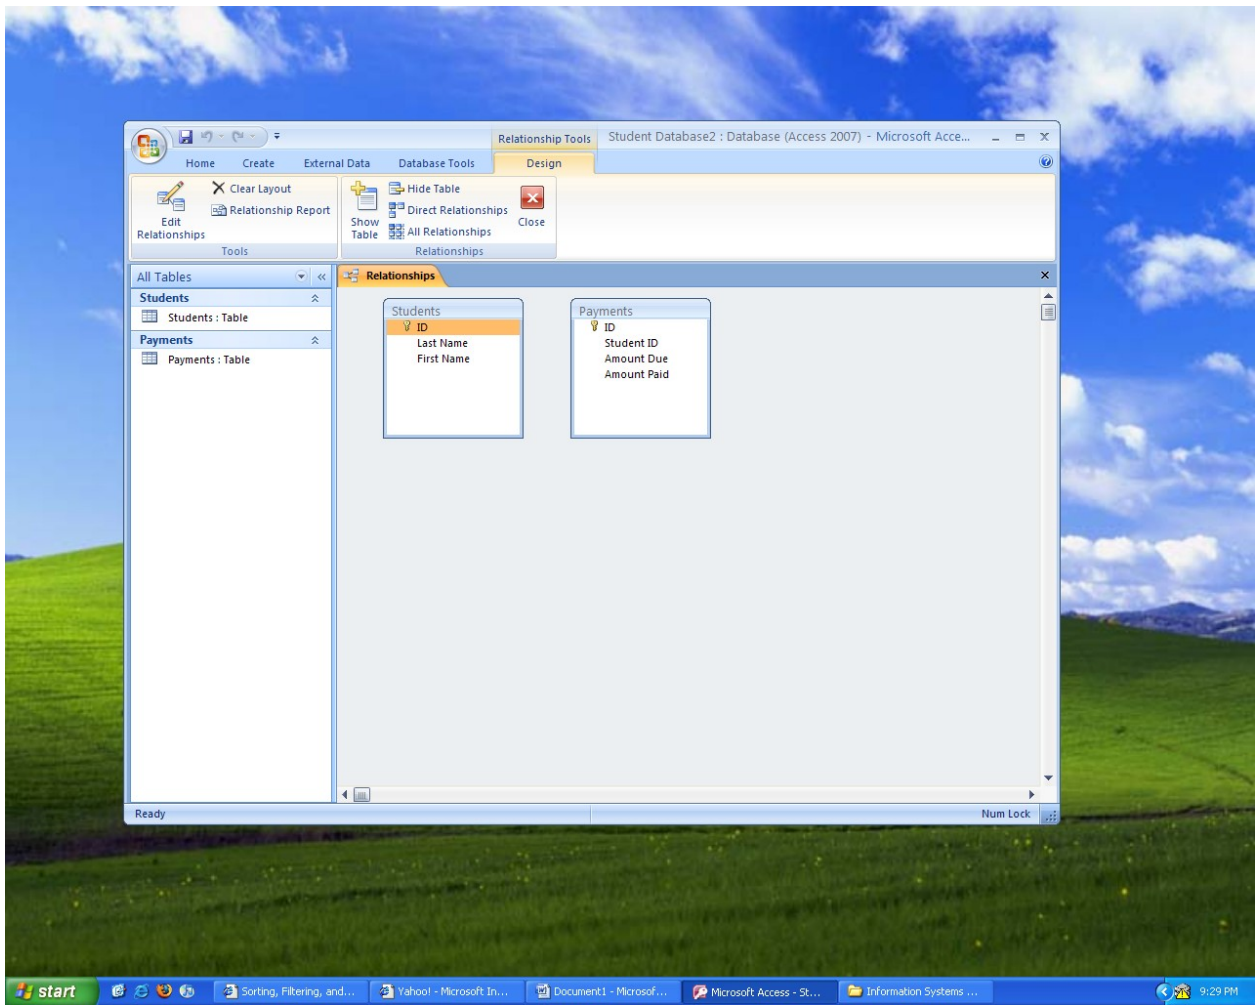 Relationship Tools
Student Database2 : Database (Access 2007) - Microsoft Acce...
Home Create External Data Database Tools Design
Edit Relationships
Clear Layout
Relationship Report
Tools
Show Table
Hide Table
Direct Relationships
All Relationships
Close
Relationships
All Tables
Students
Students : Table
Payments
Payments : Table
Relationships
Students
ID
Last Name
First Name
Payments
ID
Student ID
Amount Due
Amount Paid
Ready
Num Lock
start
Sorting, Filtering, and...
Yahoo! - Microsoft In...
Document1 - Microsof...
Microsoft Access - St...
Information Systems ...
9:29 PM